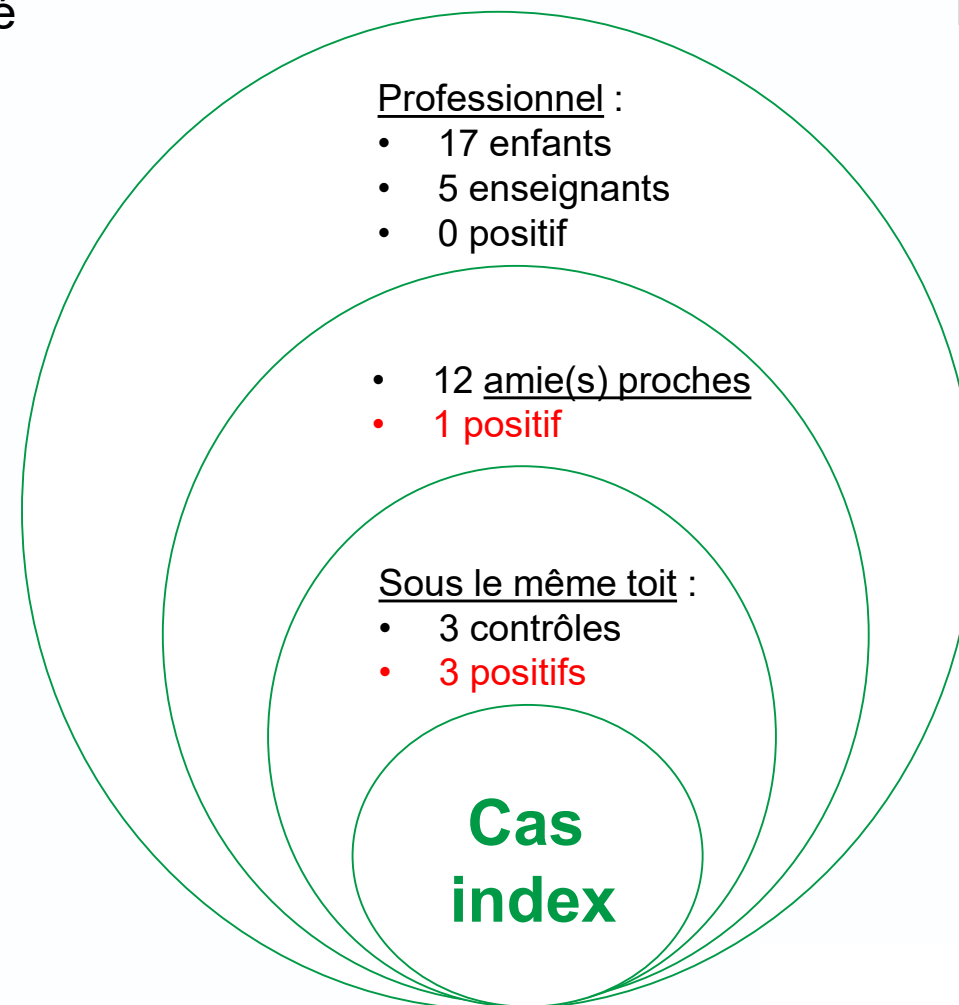 é
Professionnel :
• 17 enfants
• 5 enseignants
• 0 positif
• 12 amie(s) proches
• 1 positif
Sous le même toit :
• 3 contrôles
• 3 positifs
Cas
index